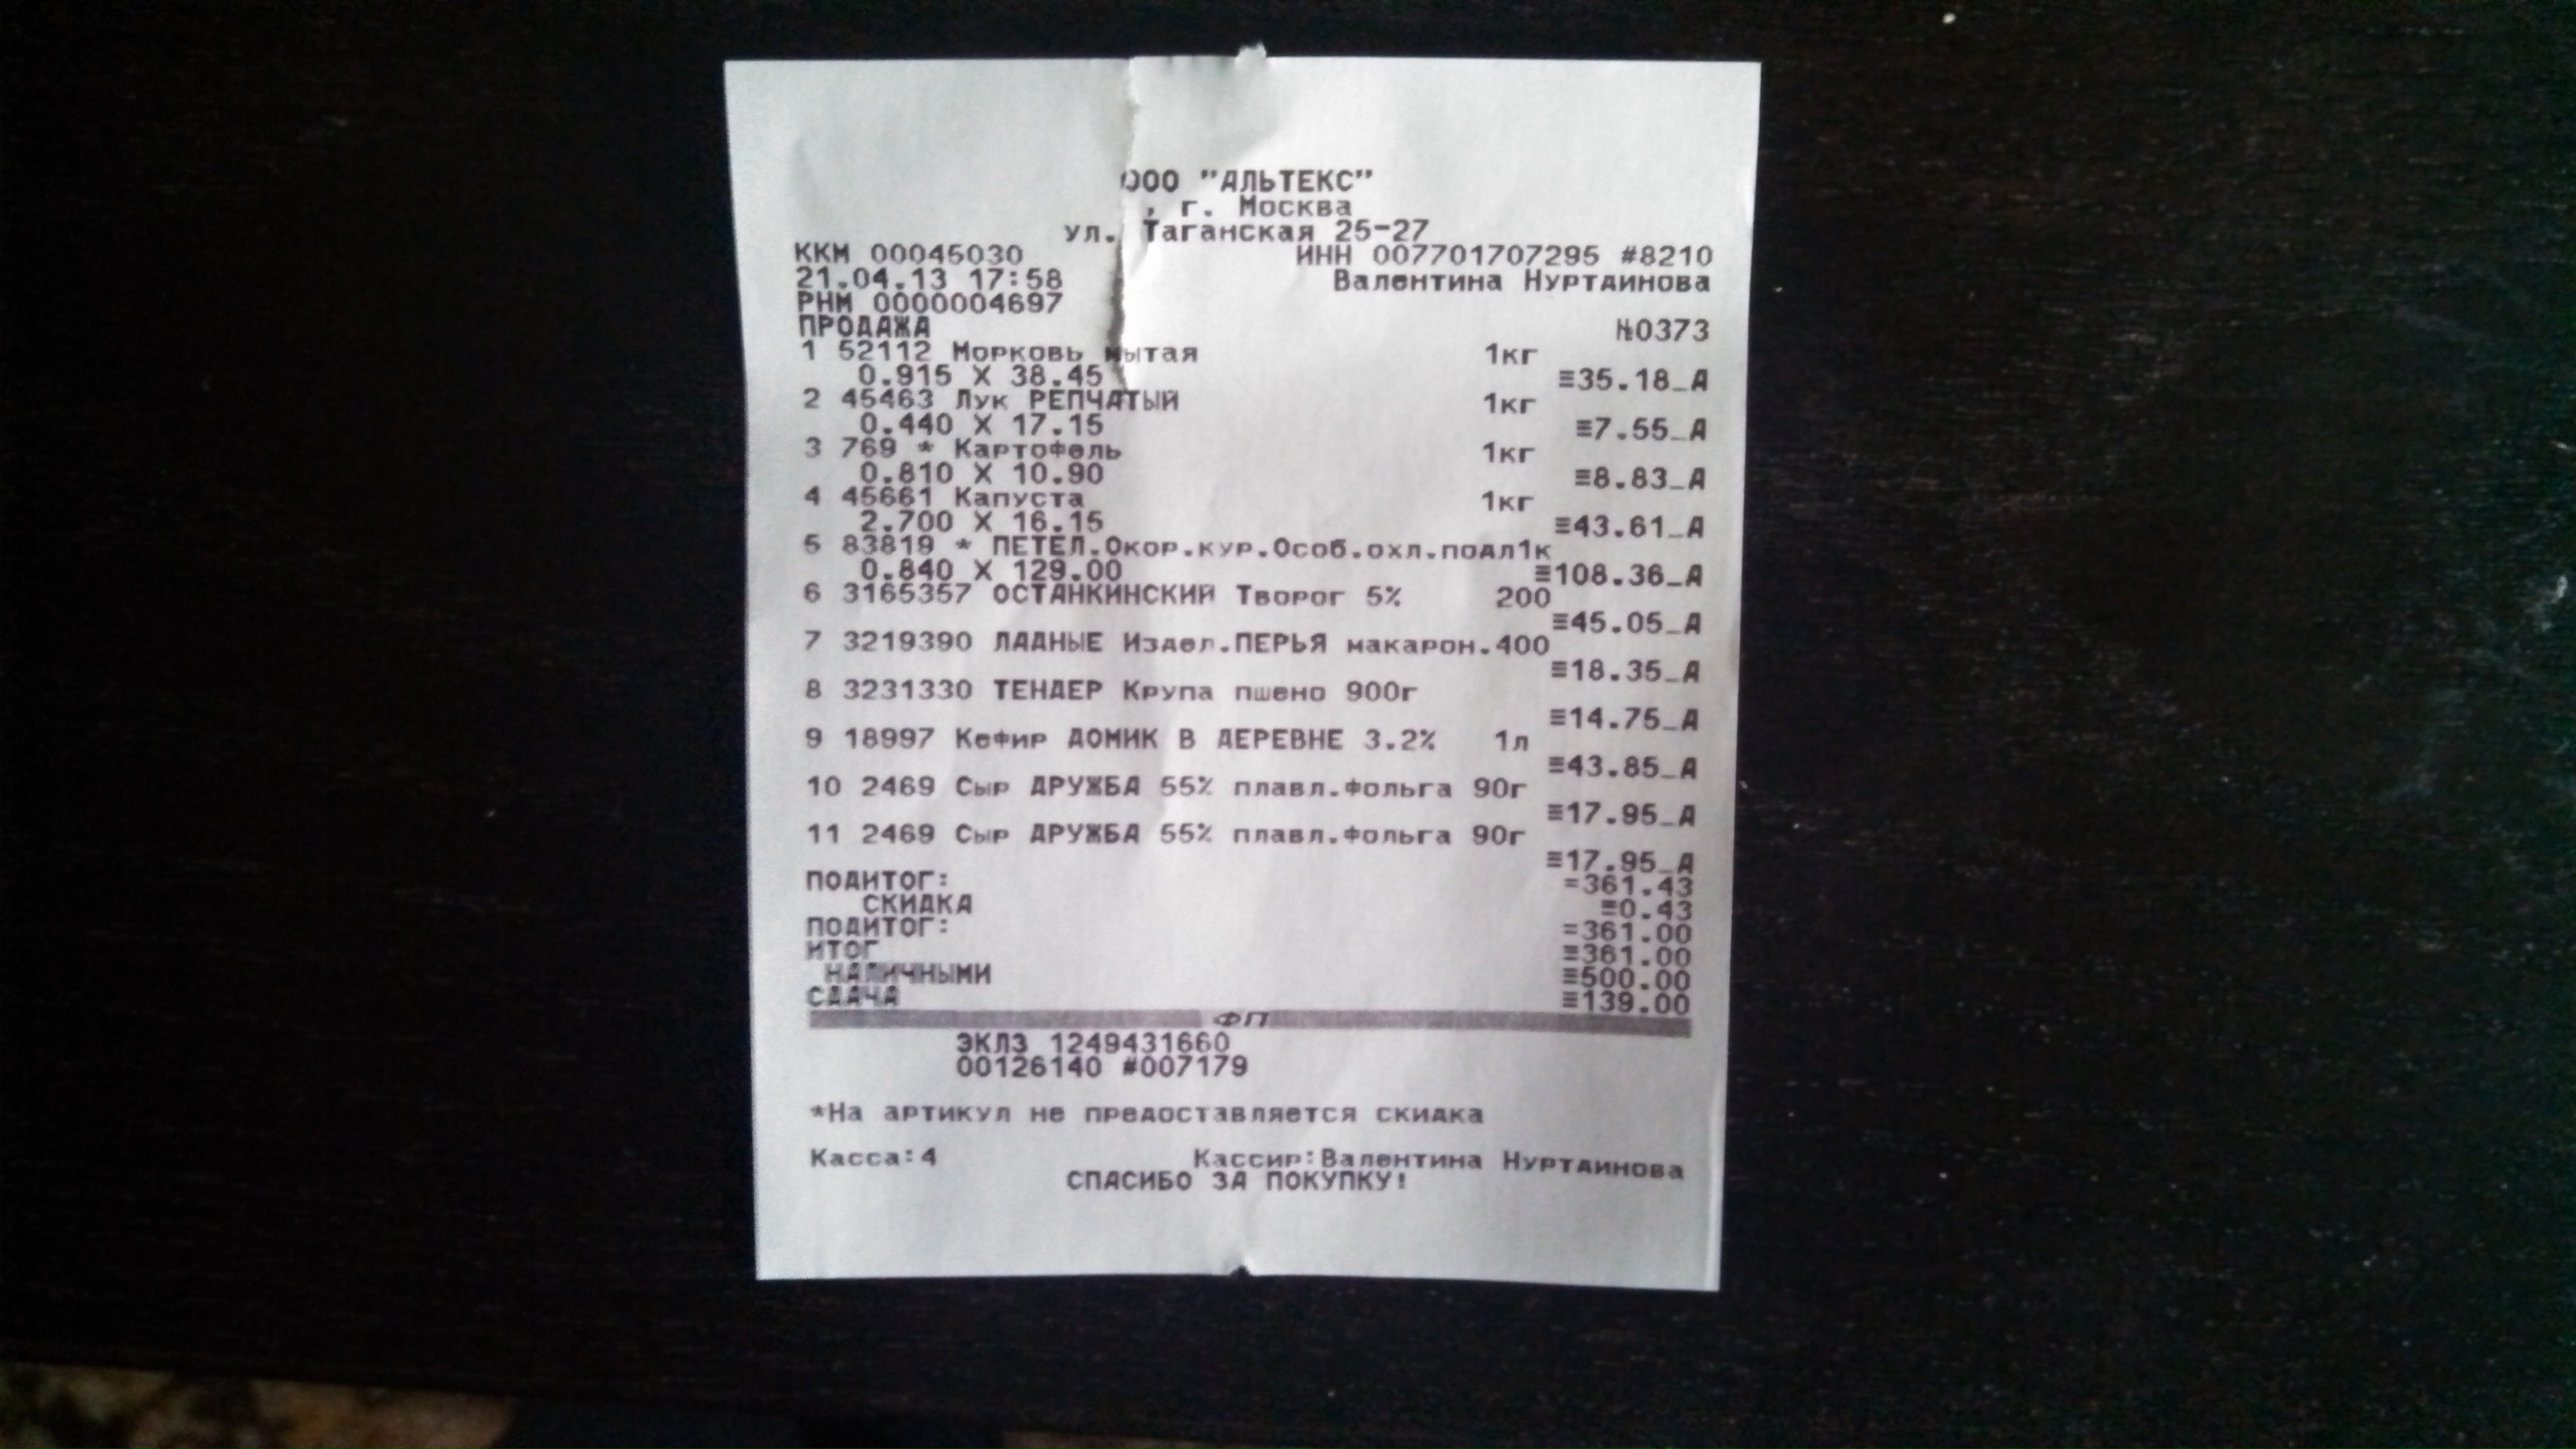 ООО "АЛЬТЕКС"
, г. Москва
ул. Таганская 25-27
ККМ 00045030 ИНН 007701707295 #8210
21.04.13 17:58 Валентина Нуртдинова
РНМ 0000004697
ПРОДАЖА №0373
1 52112 Морковь мытая 1кг
0.915 X 38.45 ≡35.18_А
2 45463 Лук РЕПЧАТЫЙ 1кг
0.440 X 17.15 ≡7.55_А
3 769 * Картофель 1кг
0.810 X 10.90 ≡8.83_А
4 45661 Капуста 1кг
2.700 X 16.15 ≡43.61_А
5 83819 * ПЕТЕЛ.Окор.кур.Особ.охл.подл1к
0.840 X 129.00 ≡108.36_А
6 3165357 ОСТАНКИНСКИЙ Творог 5% 200
≡45.05_А
7 3219390 ЛАДНЫЕ Издел.ПЕРЬЯ макарон.400
≡18.35_А
8 3231330 ТЕНДЕР Крупа пшено 900г
≡14.75_А
9 18997 Кефир ДОМИК В ДЕРЕВНЕ 3.2% 1л
≡43.85_А
10 2469 Сыр ДРУЖБА 55% плавл.фольга 90г
≡17.95_А
11 2469 Сыр ДРУЖБА 55% плавл.фольга 90г
≡17.95_А
ПОДИТОГ: =361.43
СКИДКА ≡0.43
ПОДИТОГ: =361.00
ИТОГ ≡361.00
НАЛИЧНЫМИ ≡500.00
СДАЧА ≡139.00
ФП
ЭКЛЗ 1249431660
00126140 #007179
*На артикул не предоставляется скидка
Касса:4 Кассир:Валентина Нуртдинова
СПАСИБО ЗА ПОКУПКУ!